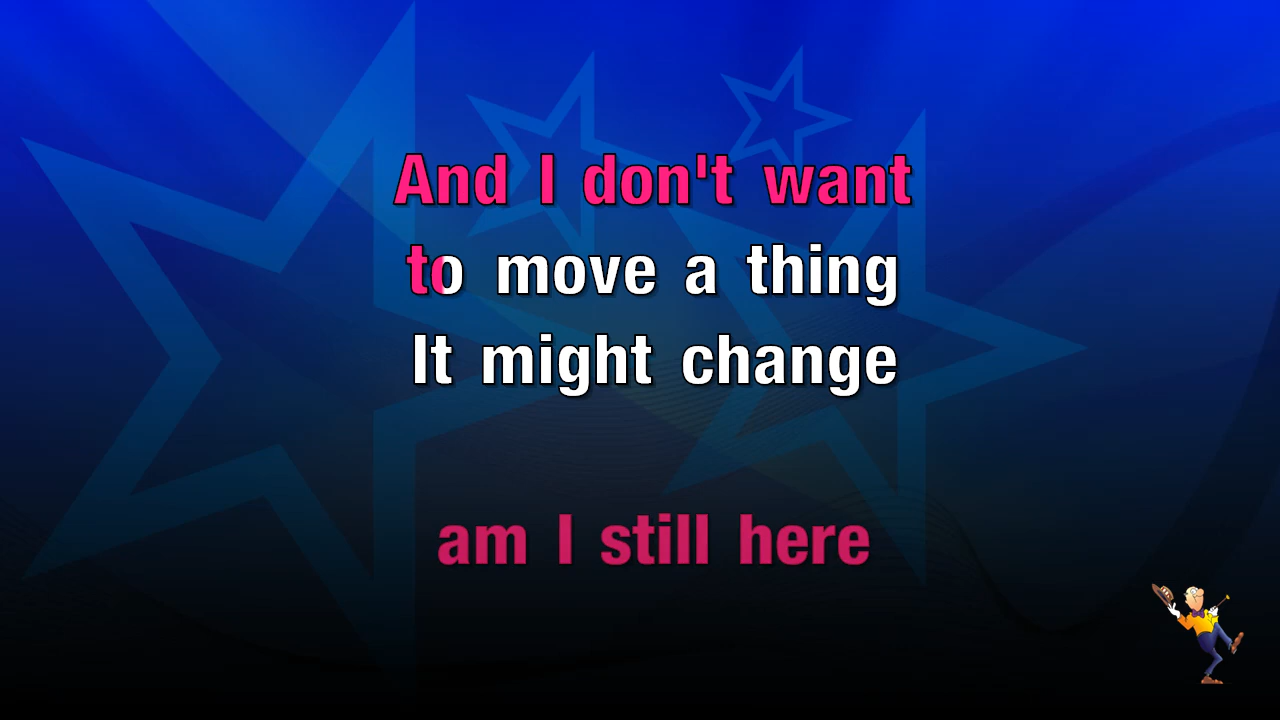 And I don't want
to move a thing
It might change
am I still here